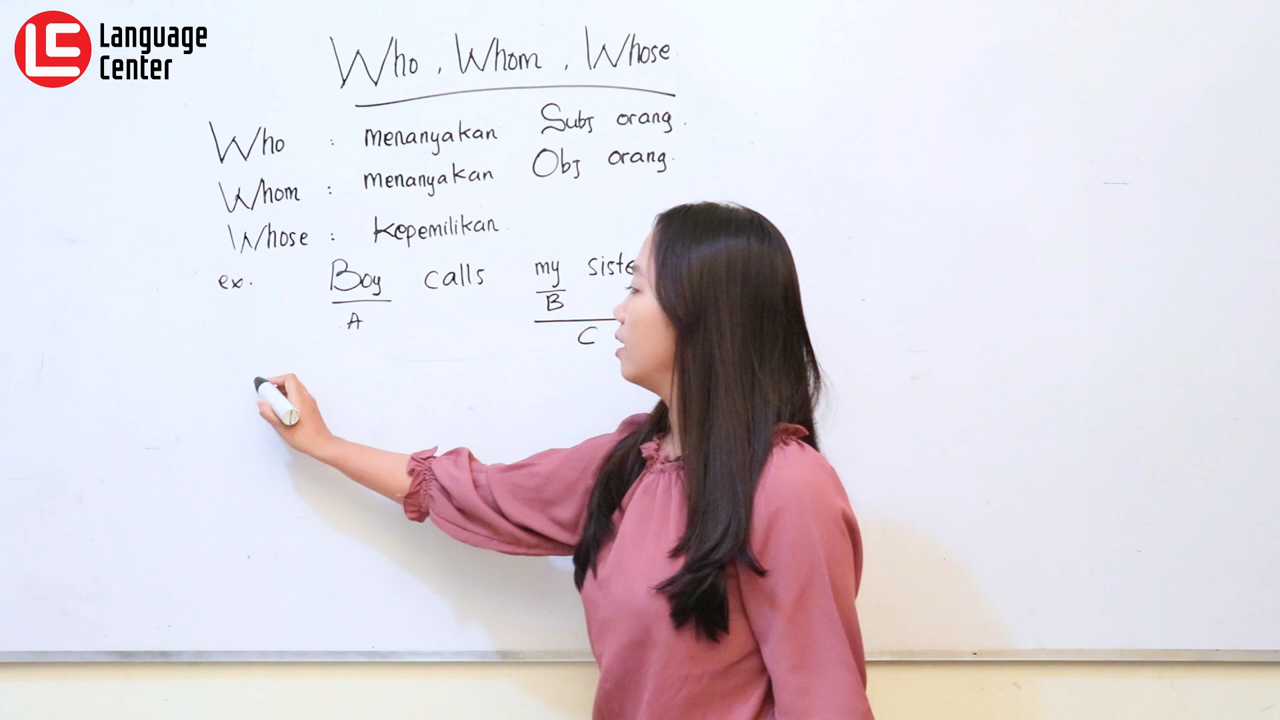 Language
Center
Who, Whom, Whose.
Who : menanyakan Subj orang.
Whom : menanyakan Obj orang.
Whose : kepemilikan.
ex. Boy calls my siste
A B
C